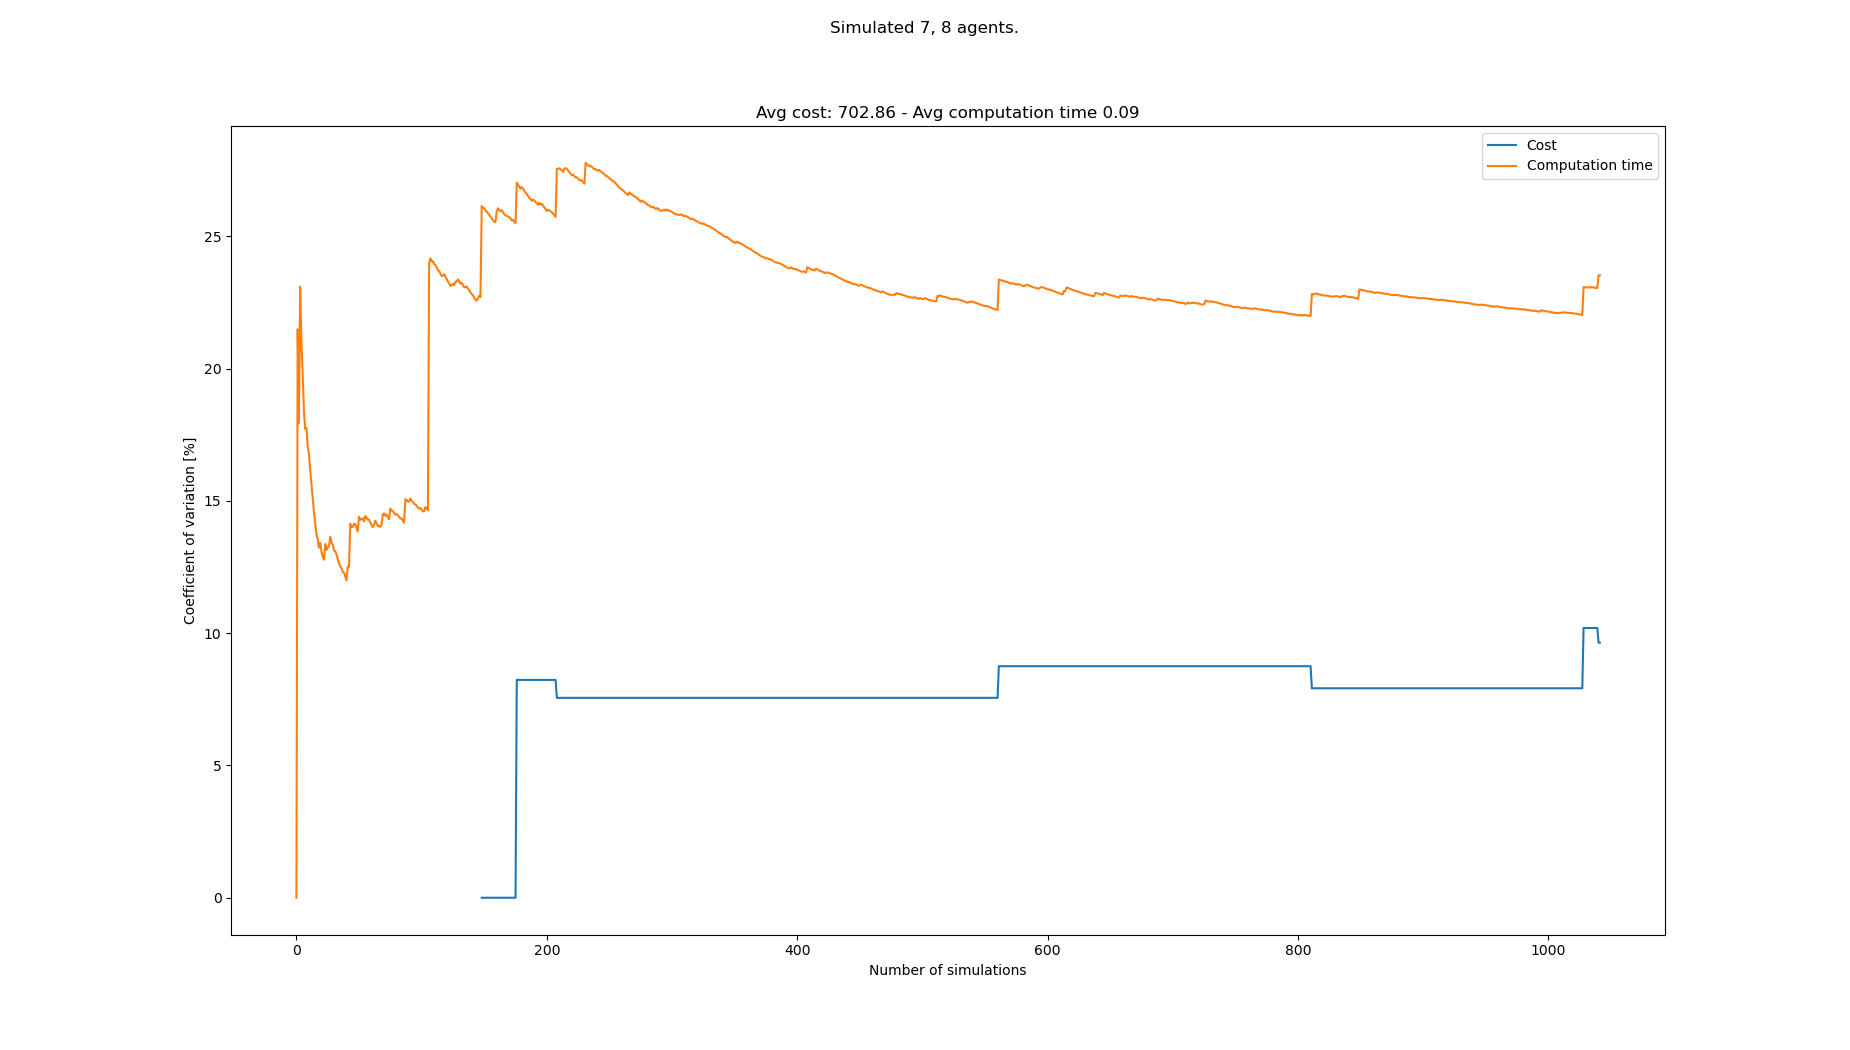 Simulated 7, 8 agents.
Avg cost: 702.86 - Avg computation time 0.09
Cost
Computation time
25
20
15
10
5
0
Coefficient of variation [%]
0
200
400
600
800
1000
Number of simulations